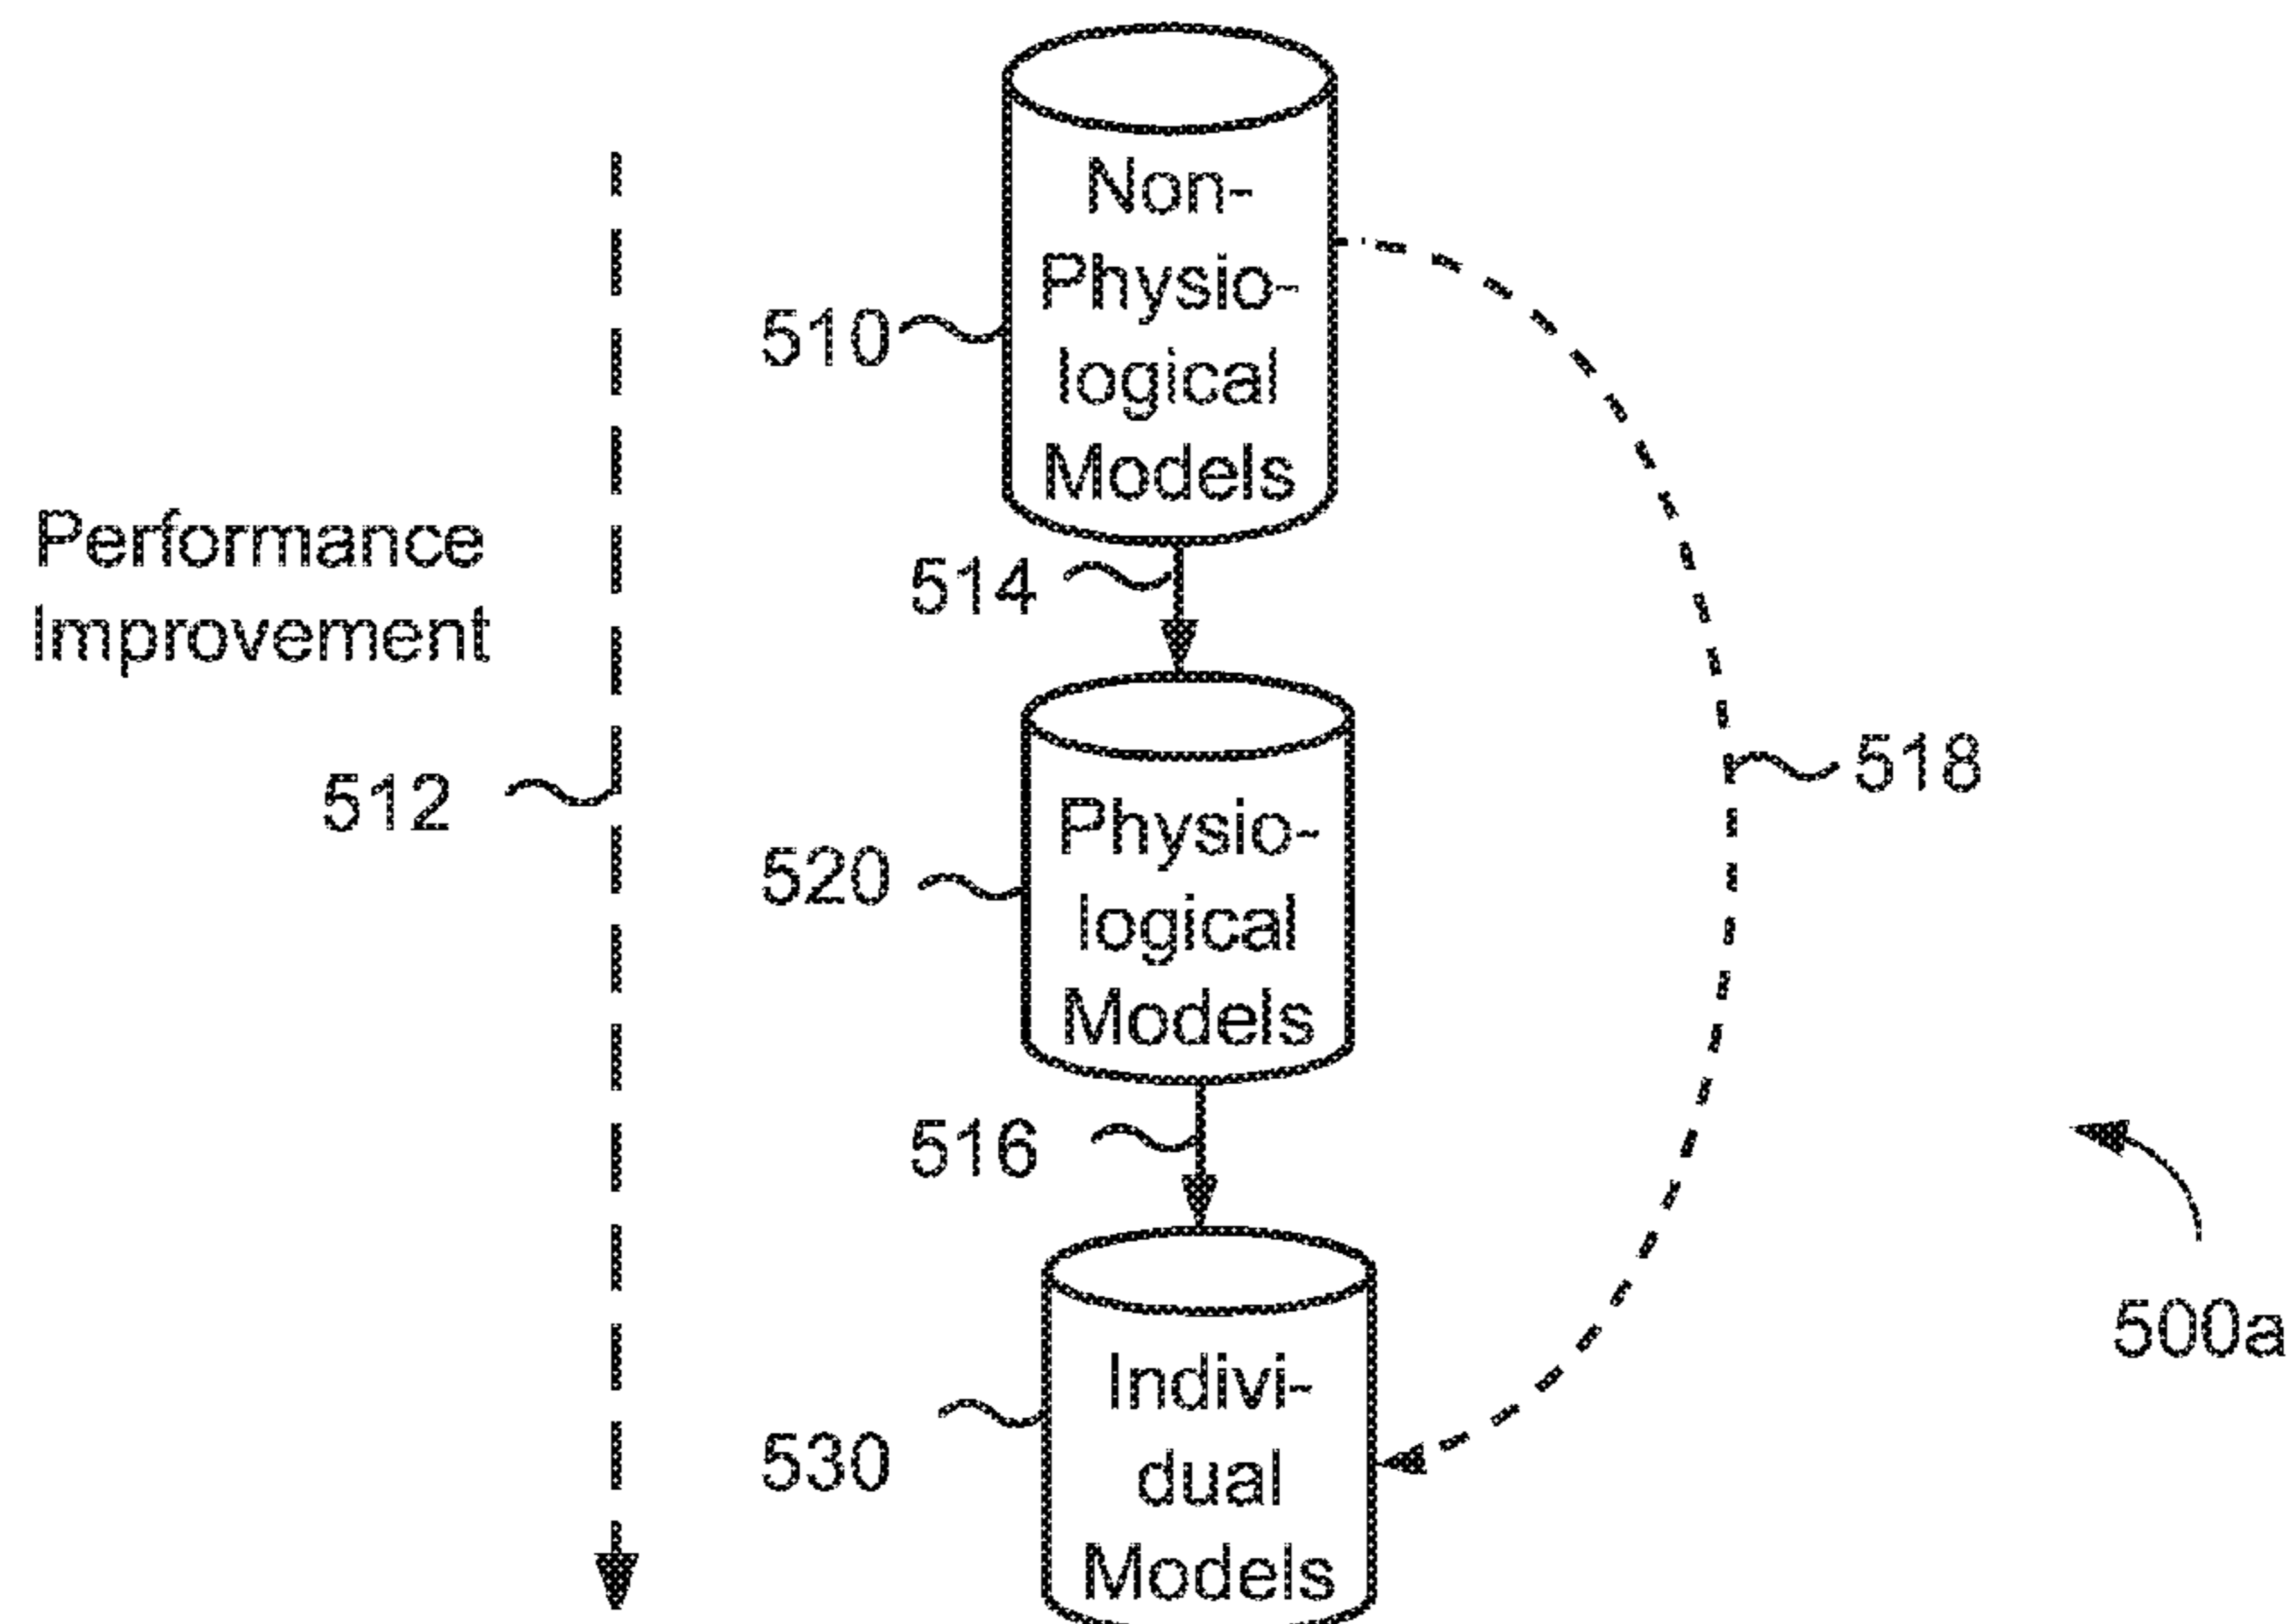 Non-
Physio-
logical
Models
510
514
Performance
Improvement
512
518
Physio-
logical
Models
520
516
500a
Indivi-
dual
Models
530